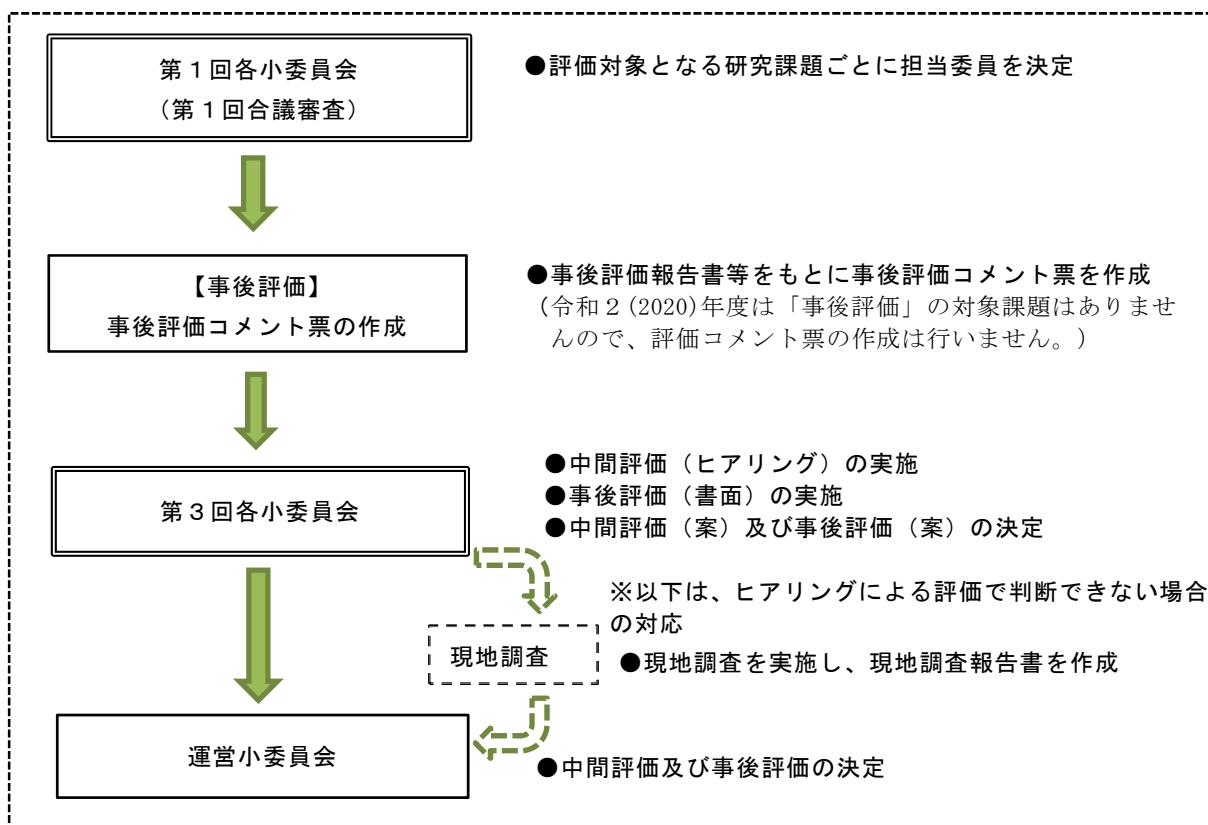 第１回各小委員会
（第１回合議審査）
●評価対象となる研究課題ごとに担当委員を決定
【事後評価】
事後評価コメント票の作成
●事後評価報告書等をもとに事後評価コメント票を作成
（令和２(2020)年度は「事後評価」の対象課題はありませ
んので、評価コメント票の作成は行いません。）
第３回各小委員会
●中間評価（ヒアリング）の実施
●事後評価（書面）の実施
●中間評価（案）及び事後評価（案）の決定
※以下は、ヒアリングによる評価で判断できない場合
の対応
現地調査
●現地調査を実施し、現地調査報告書を作成
運営小委員会
●中間評価及び事後評価の決定